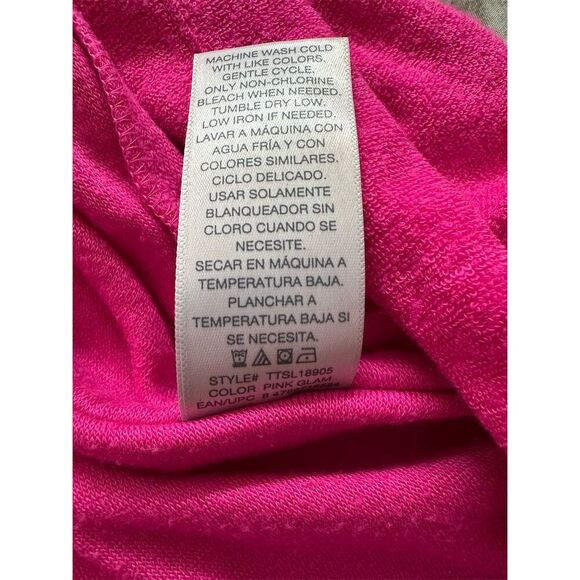 MACHINE WASH COLD
WITH LIKE COLORS.
GENTLE CYCLE.
ONLY NON-CHLORINE
BLEACH WHEN NEEDED.
TUMBLE DRY LOW.
LOW IRON IF NEEDED.
LAVAR A MÁQUINA CON
AGUA FRÍA Y CON
COLORES SIMILARES.
CICLO DELICADO.
USAR SOLAMENTE
BLANQUEADOR SIN
CLORO CUANDO SE
NECESITE.
SECAR EN MÁQUINA A
TEMPERATURA BAJA.
PLANCHAR A
TEMPERATURA BAJA SI
SE NECESITA.
STYLE# TTSL18905
COLOR PINK GLAM
EAN/UPC 8